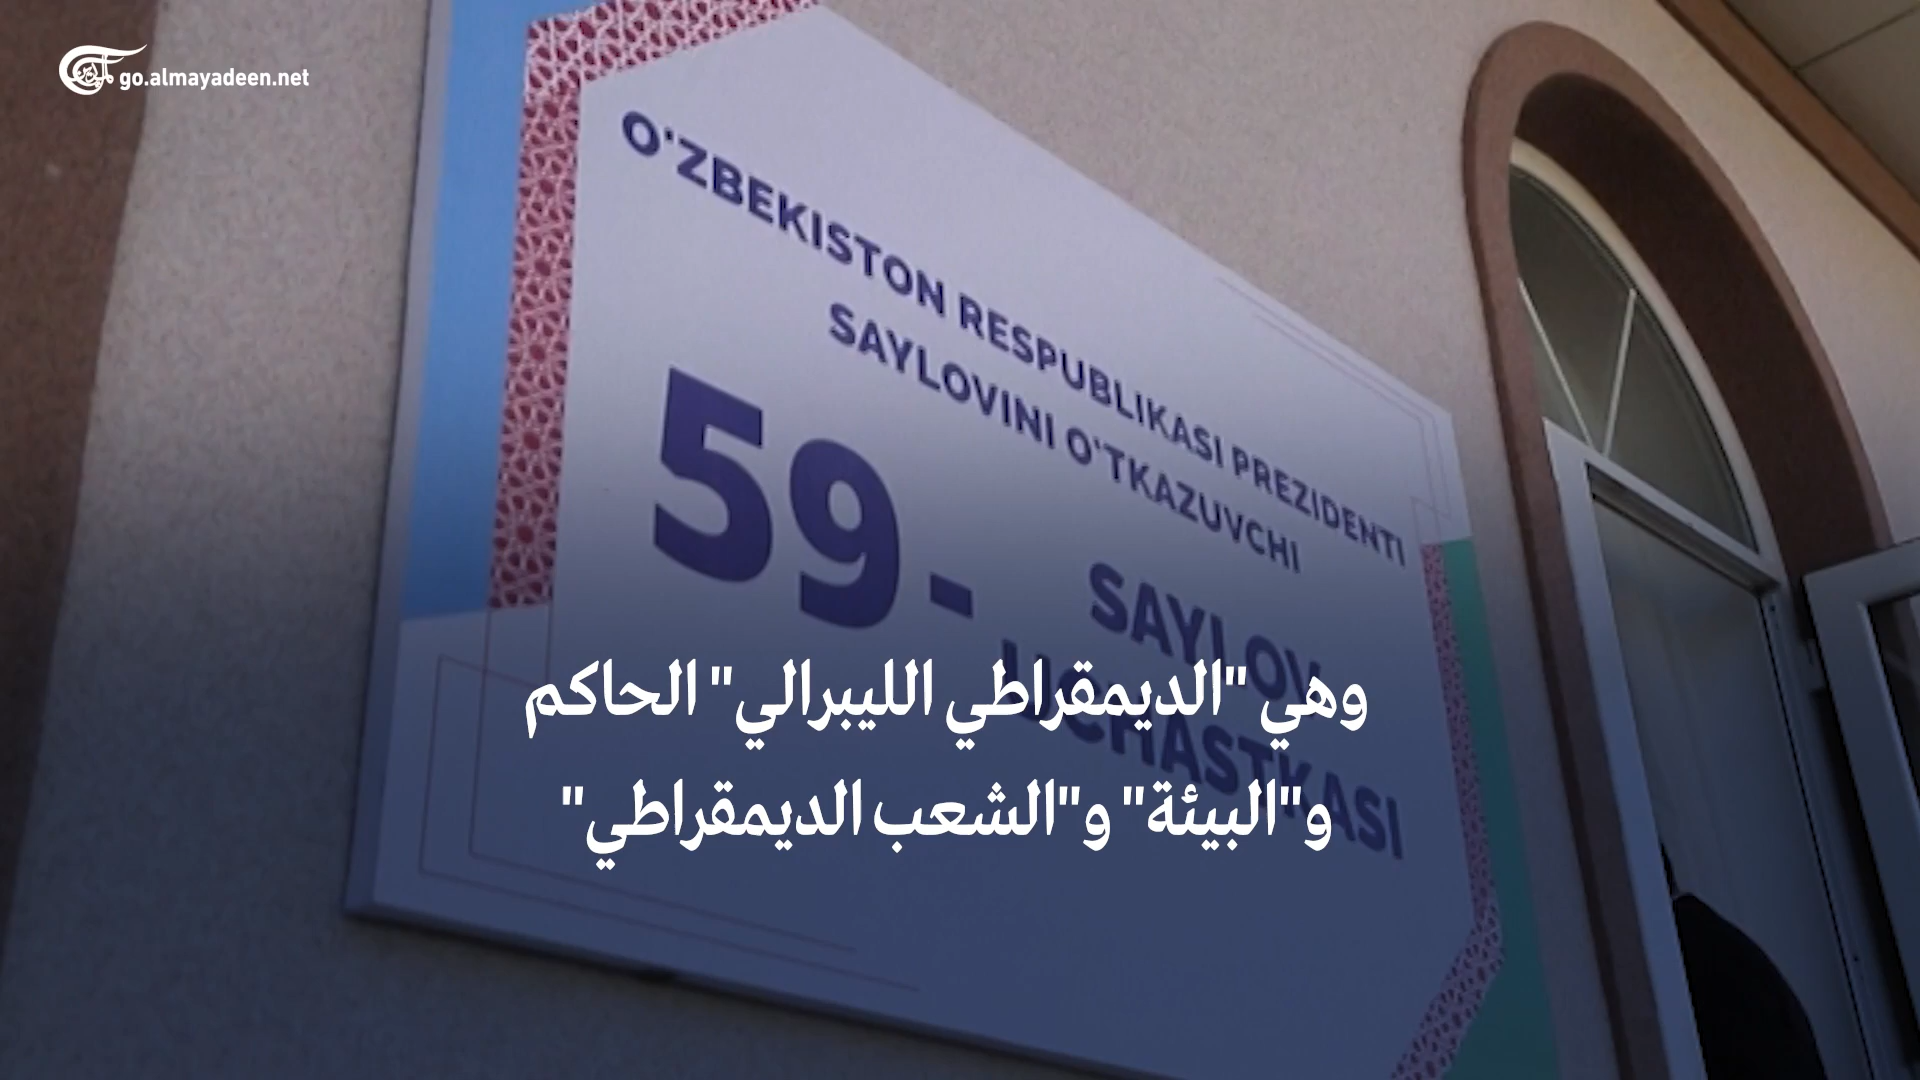 go.almayadeen.net
O'ZBEKISTON RESPUBLIKASI PREZIDENTI
SAYLOVINI O'TKAZUVCHI
59-
SAYLOV
UCHASTKASI
وهي "الديمقراطي الليبرالي" الحاكم
و"البيئة" و"الشعب الديمقراطي"